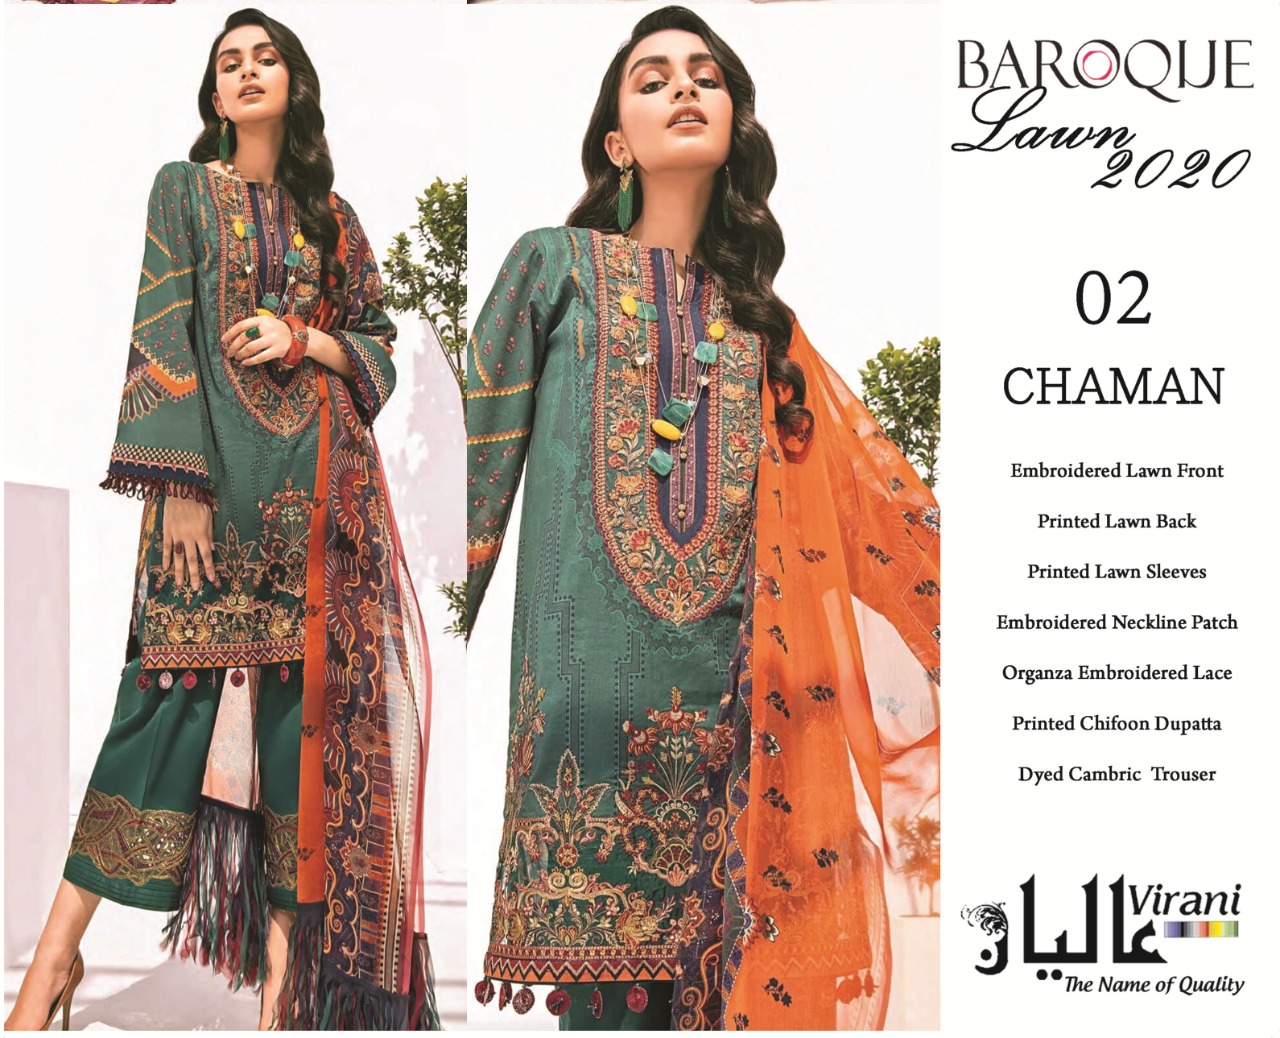 BAROQUE
Lawn
2020
02
CHAMAN
Embroidered Lawn Front
Printed Lawn Back
Printed Lawn Sleeves
Embroidered Neckline Patch
Organza Embroidered Lace
Printed Chifoon Dupatta
Dyed Cambric Trouser
عالیان
Virani
The Name of Quality